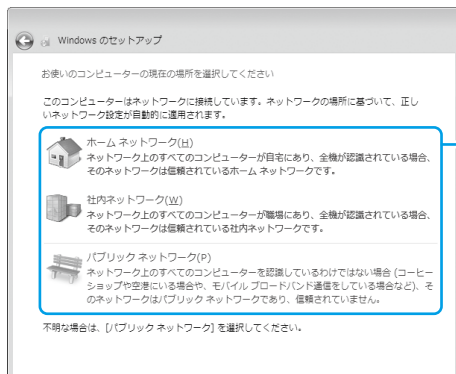 Windows のセットアップ
お使いのコンピューターの現在の場所を選択してください
このコンピューターはネットワークに接続しています。ネットワークの場所に基づいて、正し
いネットワーク設定が自動的に適用されます。
ホーム ネットワーク(H)
ネットワーク上のすべてのコンピューターが自宅にあり、全機が認識されている場合、
そのネットワークは信頼されているホーム ネットワークです。
社内ネットワーク(W)
ネットワーク上のすべてのコンピューターが職場にあり、全機が認識されている場合、
そのネットワークは信頼されている社内ネットワークです。
パブリック ネットワーク(P)
ネットワーク上のすべてのコンピューターを認識しているわけではない場合 (コーヒー
ショップや空港にいる場合や、モバイル ブロードバンド通信をしている場合など)、そ
のネットワークはパブリック ネットワークであり、信頼されていません。
不明な場合は、[パブリック ネットワーク] を選択してください。